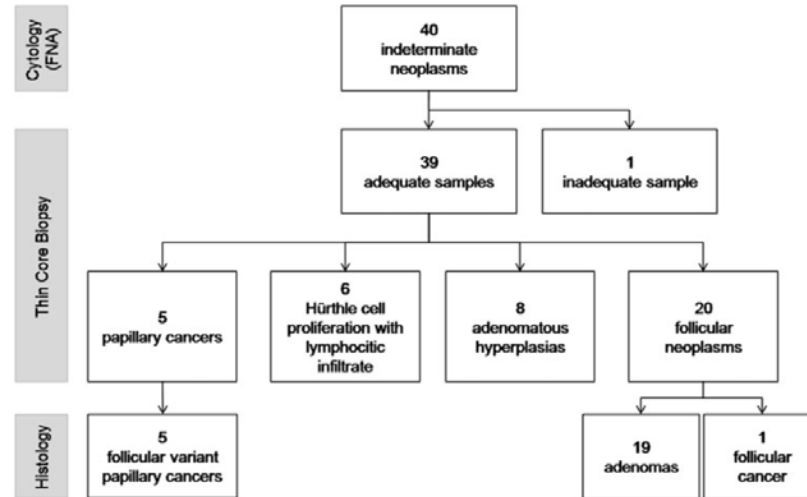 Cytology
(FNA)
40
indeterminate
neoplasms
Thin Core Biopsy
39
adequate samples
1
inadequate sample
5
papillary cancers
6
Hürthle cell
proliferation with
lymphocitic
infiltrate
8
adenomatous
hyperplasias
20
follicular
neoplasms
Histology
5
follicular variant
papillary cancers
19
adenomas
1
follicular
cancer